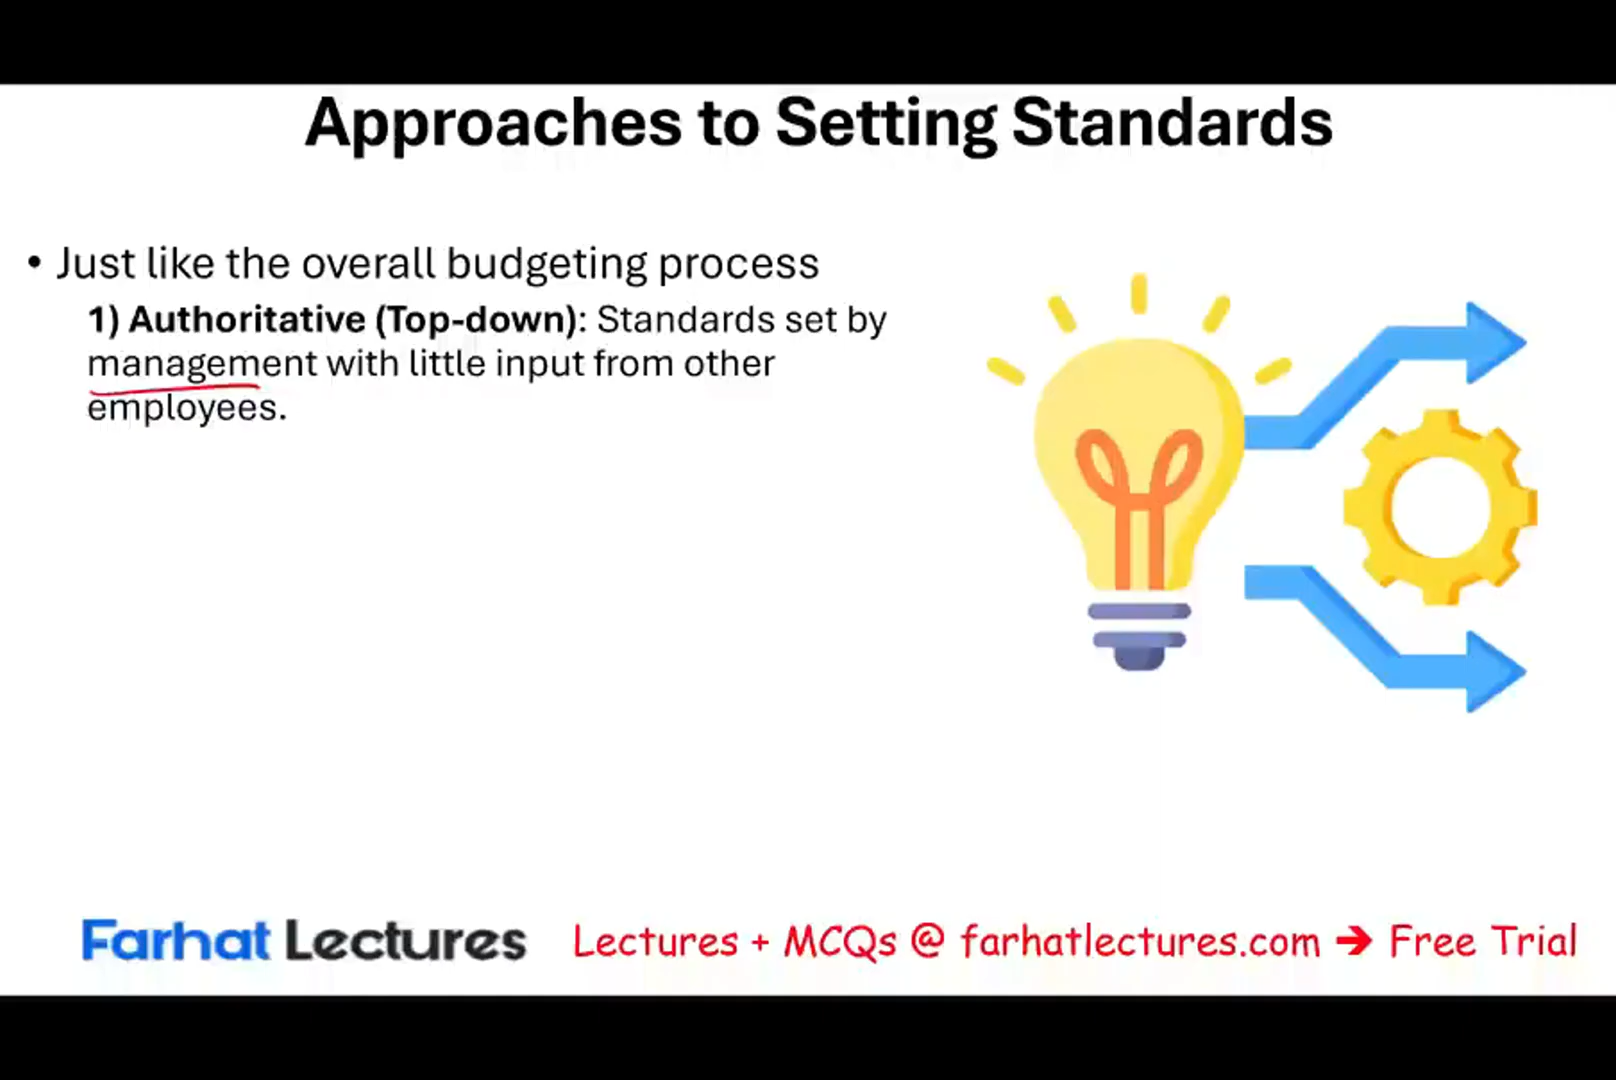 Approaches to Setting Standards
• Just like the overall budgeting process
1) Authoritative (Top-down): Standards set by
management with little input from other
employees.
Farhat Lectures Lectures + MCQs @ farhatlectures.com ➔ Free Trial